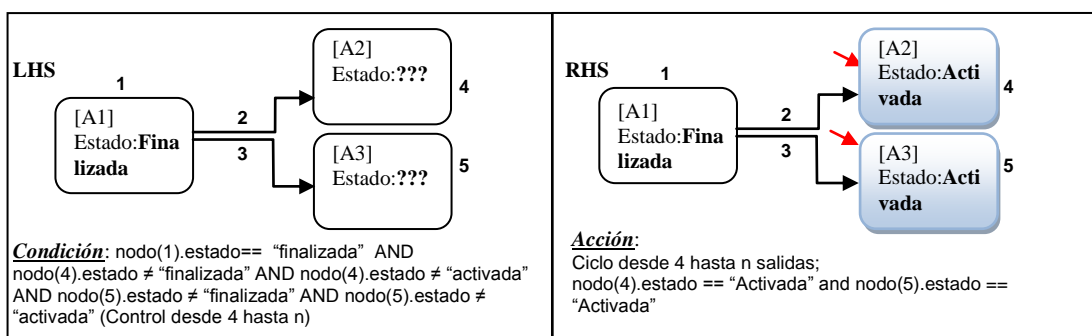 LHS
1
[A1]
Estado:Fina
lizada
2
3
[A2]
Estado:???
4
[A3]
Estado:???
5
Condición: nodo(1).estado== “finalizada” AND
nodo(4).estado ≠ “finalizada” AND nodo(4).estado ≠ “activada”
AND nodo(5).estado ≠ “finalizada” AND nodo(5).estado ≠
“activada” (Control desde 4 hasta n)
RHS
1
[A1]
Estado:Fina
lizada
2
3
[A2]
Estado:Acti
vada
4
[A3]
Estado:Acti
vada
5
Acción:
Ciclo desde 4 hasta n salidas;
nodo(4).estado == “Activada” and nodo(5).estado ==
“Activada”